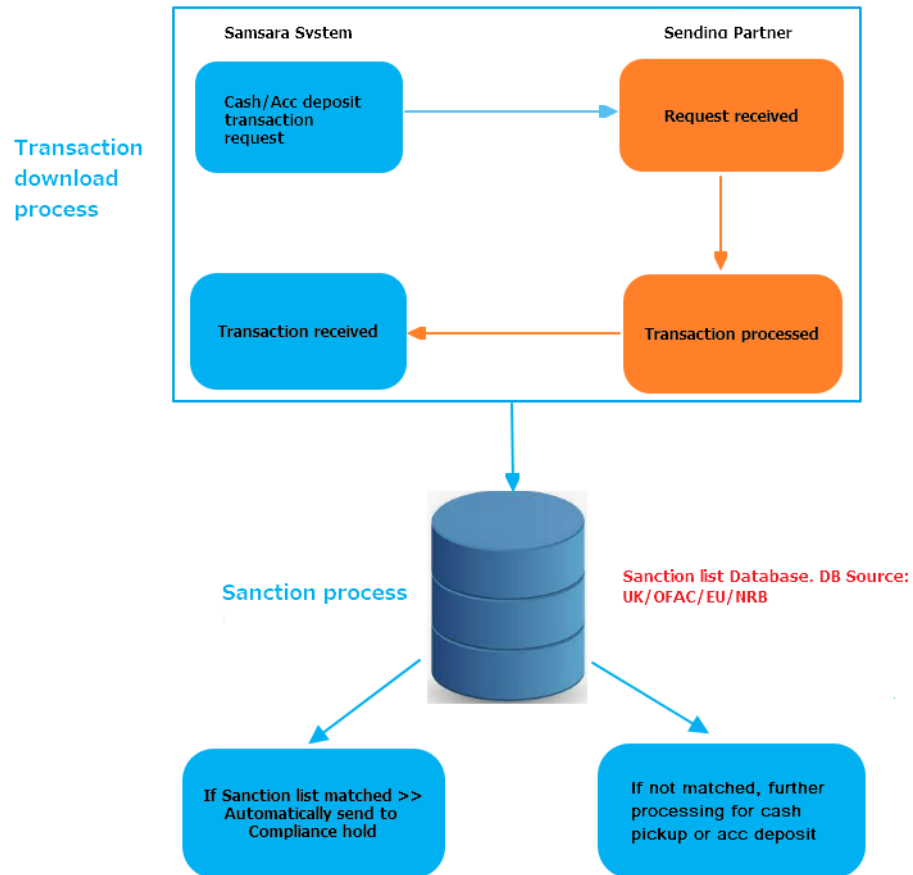 Samsara System
Sending Partner
Cash/Acc deposit
transaction
request
Request received
Transaction
download
process
Transaction received
Transaction processed
Sanction process
Sanction list Database. DB Source:
UK/OFAC/EU/NRB
If Sanction list matched >>
Automatically send to
Compliance hold
If not matched, further
processing for cash
pickup or acc deposit